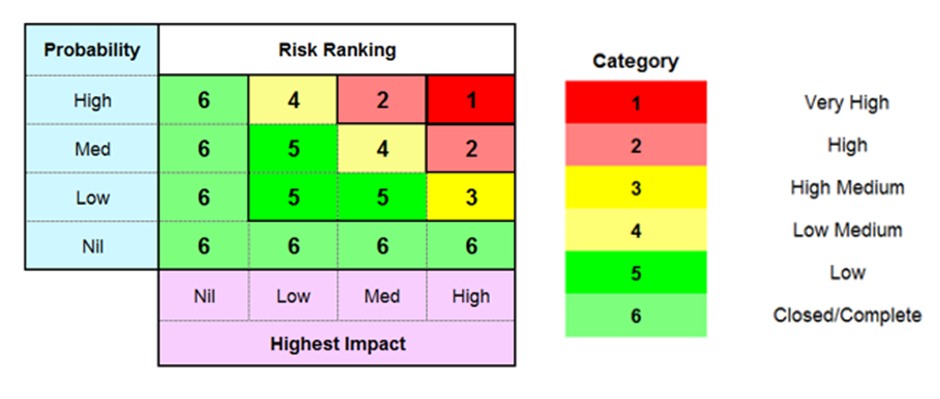 Probability Risk Ranking
High 6 4 2 1
Med 6 5 4 2
Low 6 5 5 3
Nil 6 6 6 6
Nil Low Med High
Highest Impact
Category
1 Very High
2 High
3 High Medium
4 Low Medium
5 Low
6 Closed/Complete